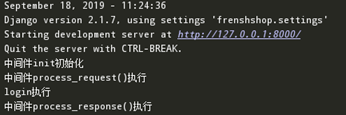 September 18, 2019 - 11:24:36
Django version 2.1.7, using settings 'frenshshop.settings'
Starting development server at http://127.0.0.1:8000/
Quit the server with CTRL-BREAK.
中间件init初始化
中间件process_request()执行
login执行
中间件process_response()执行